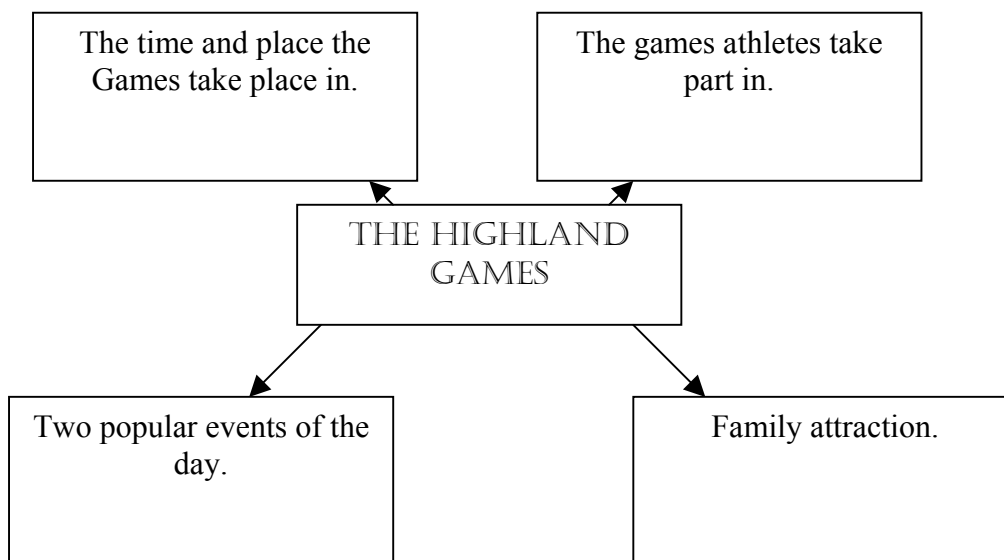 The time and place the
Games take place in.
The games athletes take
part in.
THE HIGHLAND
GAMES
Two popular events of the
day.
Family attraction.